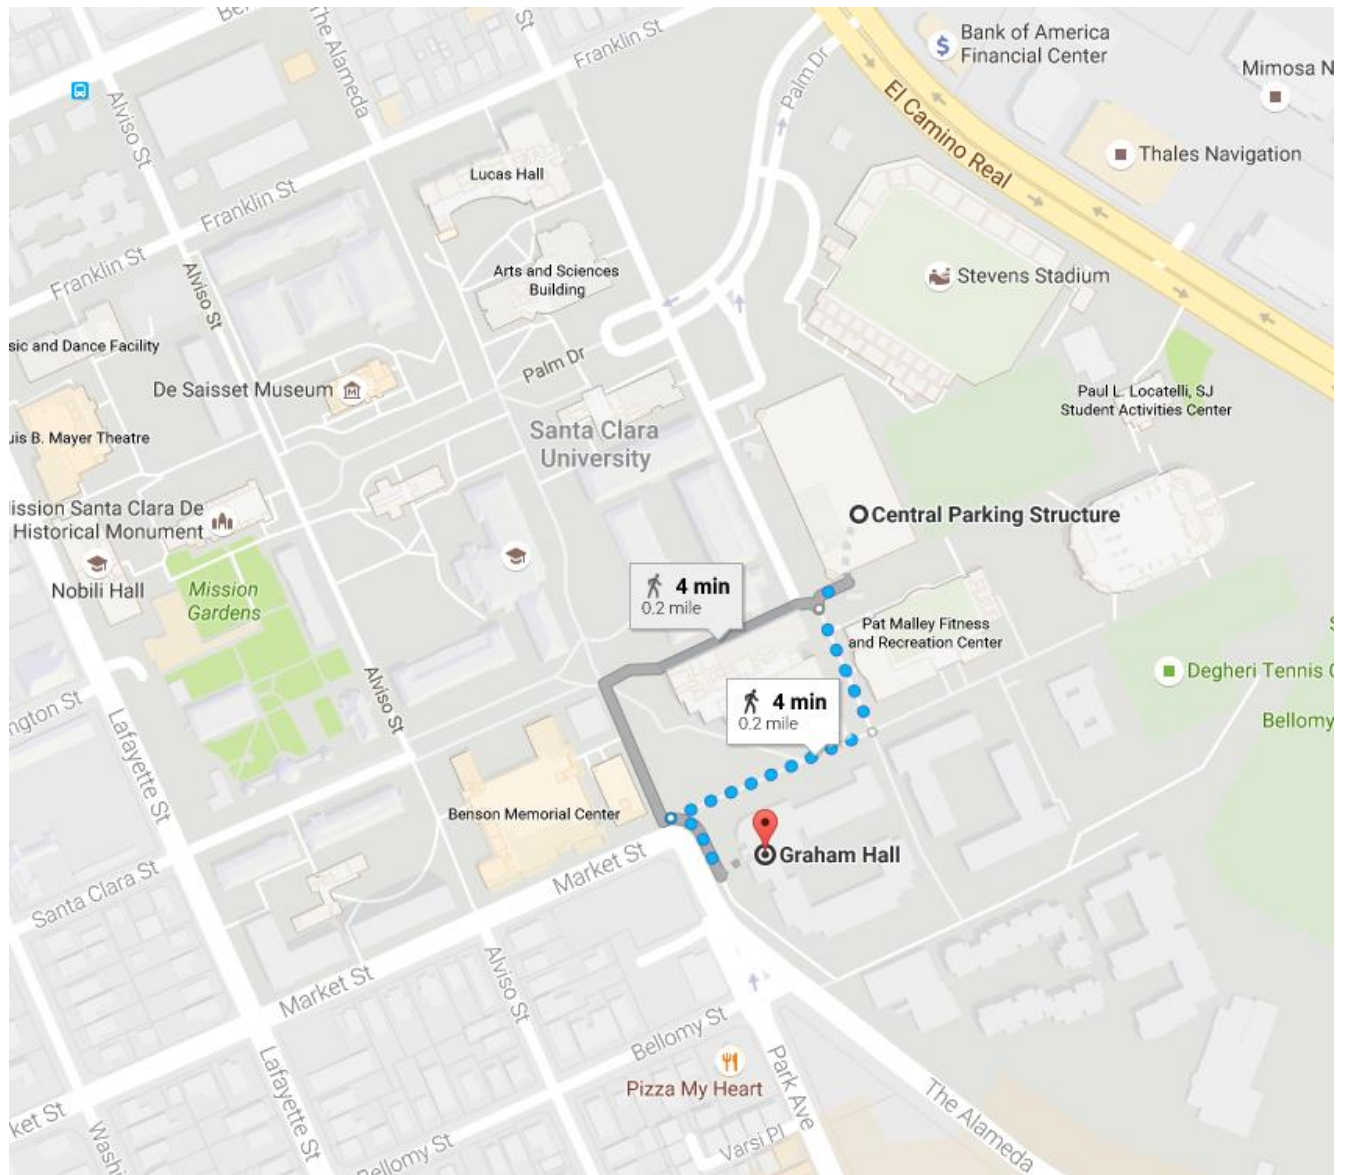 The Alameda
St
Franklin St
Palm Dr
Bank of America
Financial Center
Mimosa N
El Camino Real
Thales Navigation
Alviso St
Lucas Hall
Franklin St
Franklin St
Alviso St
Arts and Sciences
Building
Stevens Stadium
sic and Dance Facility
De Saisset Museum
Palm Dr
Paul L. Locatelli, SJ
Student Activities Center
uis B. Mayer Theatre
Santa Clara
University
ission Santa Clara De
Historical Monument
Central Parking Structure
Nobili Hall
Mission
Gardens
4 min
0.2 mile
Pat Malley Fitness
and Recreation Center
S
Degheri Tennis C
Bellomy
4 min
0.2 mile
ngton St
Lafayette St
Alviso St
Benson Memorial Center
Graham Hall
Market St
Santa Clara St
Market St
Alviso St
Bellomy St
Pizza My Heart
Park Ave
The Alameda
Varsi Pl
Lafayette St
ket St
Wash
Bellomy St